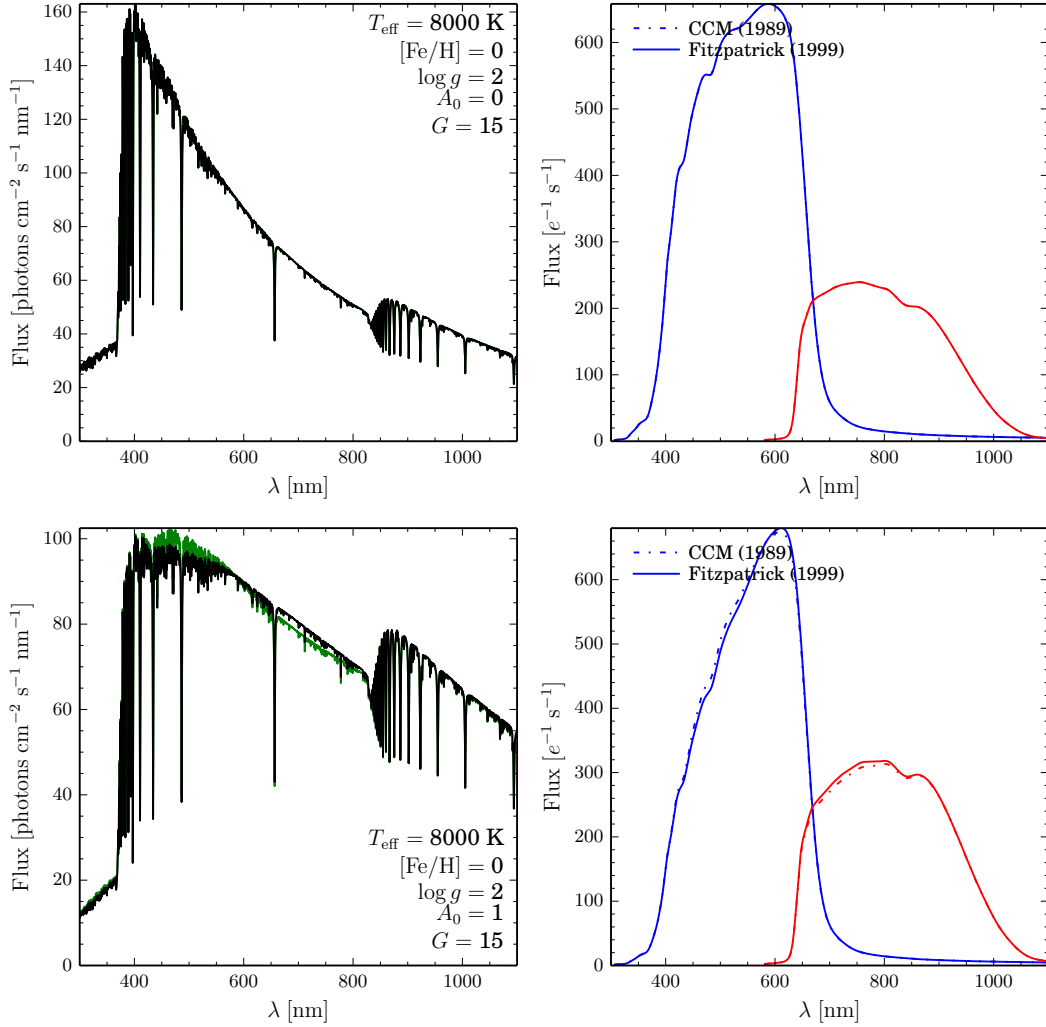 160
140
120
100
80
60
40
20
0
Flux [photons cm⁻² s⁻¹ nm⁻¹]
T_eff = 8000 K
[Fe/H] = 0
log g = 2
A₀ = 0
G = 15
400 600 800 1000
λ [nm]
600
500
400
300
200
100
0
Flux [e⁻¹ s⁻¹]
CCM (1989)
Fitzpatrick (1999)
400 600 800 1000
λ [nm]
100
80
60
40
20
0
Flux [photons cm⁻² s⁻¹ nm⁻¹]
T_eff = 8000 K
[Fe/H] = 0
log g = 2
A₀ = 1
G = 15
400 600 800 1000
λ [nm]
600
500
400
300
200
100
0
Flux [e⁻¹ s⁻¹]
CCM (1989)
Fitzpatrick (1999)
400 600 800 1000
λ [nm]